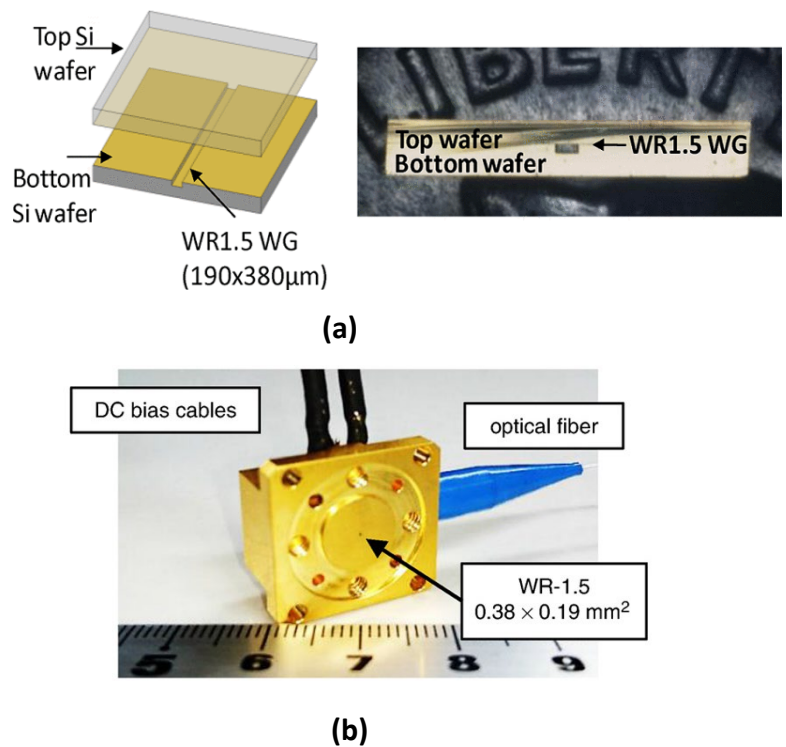 Top Si
wafer
Bottom
Si wafer
WR1.5 WG
(190x380μm)
LIBERT
Top wafer
Bottom wafer
WR1.5 WG
(a)
DC bias cables
optical fiber
WR-1.5
0.38 × 0.19 mm²
5 6 7 8 9
(b)